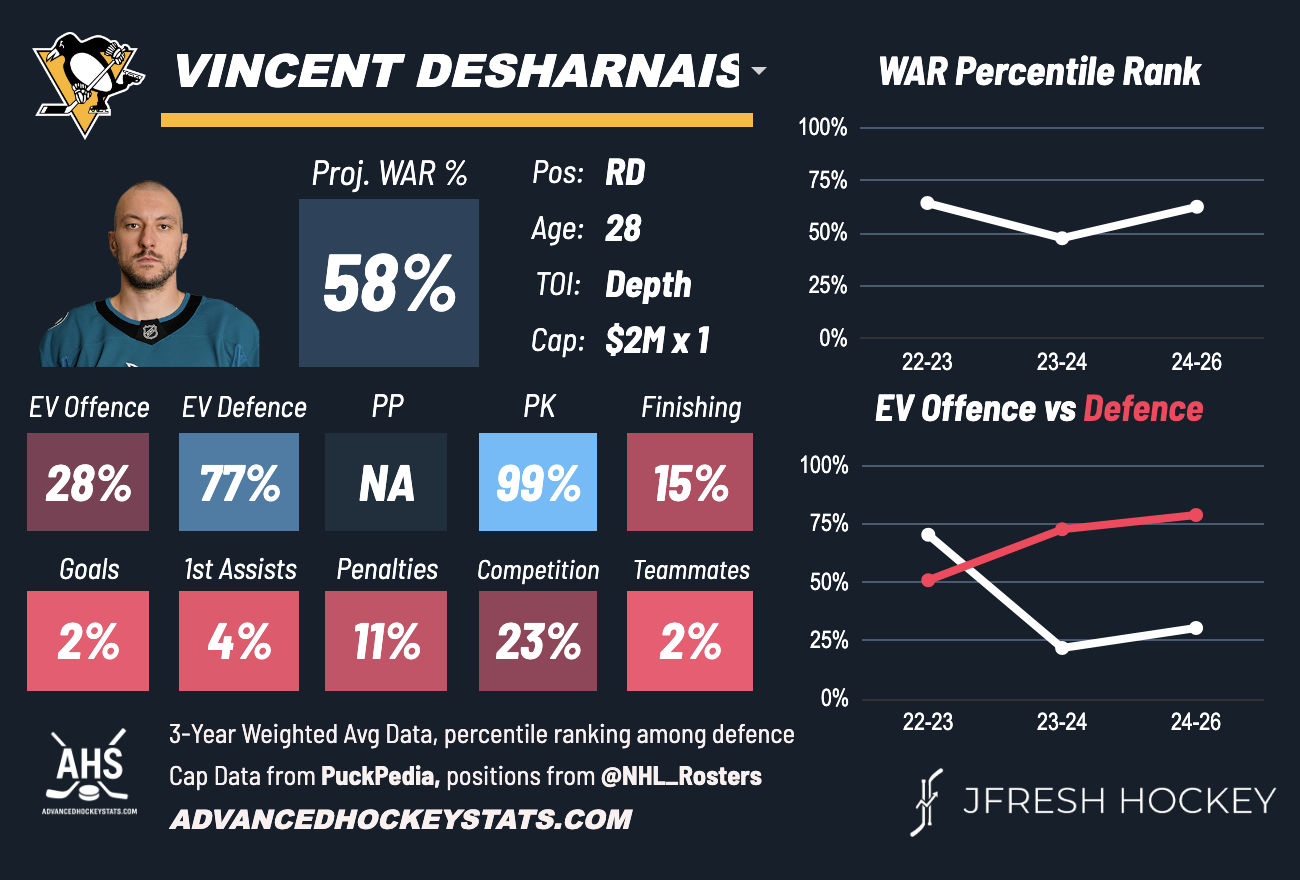 VINCENT DESHARNAIS
Proj. WAR %
58%
Pos: RD
Age: 28
TOI: Depth
Cap: $2M x 1
EV Offence EV Defence PP PK Finishing
28% 77% NA 99% 15%
Goals 1st Assists Penalties Competition Teammates
2% 4% 11% 23% 2%
WAR Percentile Rank
100%
75%
50%
25%
0%
22-23 23-24 24-26
EV Offence vs Defence
100%
75%
50%
25%
0%
22-23 23-24 24-26
AHS
ADVANCEDHOCKEYSTATS.COM
3-Year Weighted Avg Data, percentile ranking among defence
Cap Data from PuckPedia, positions from @NHL_Rosters
ADVANCEDHOCKEYSTATS.COM
JFRESH HOCKEY